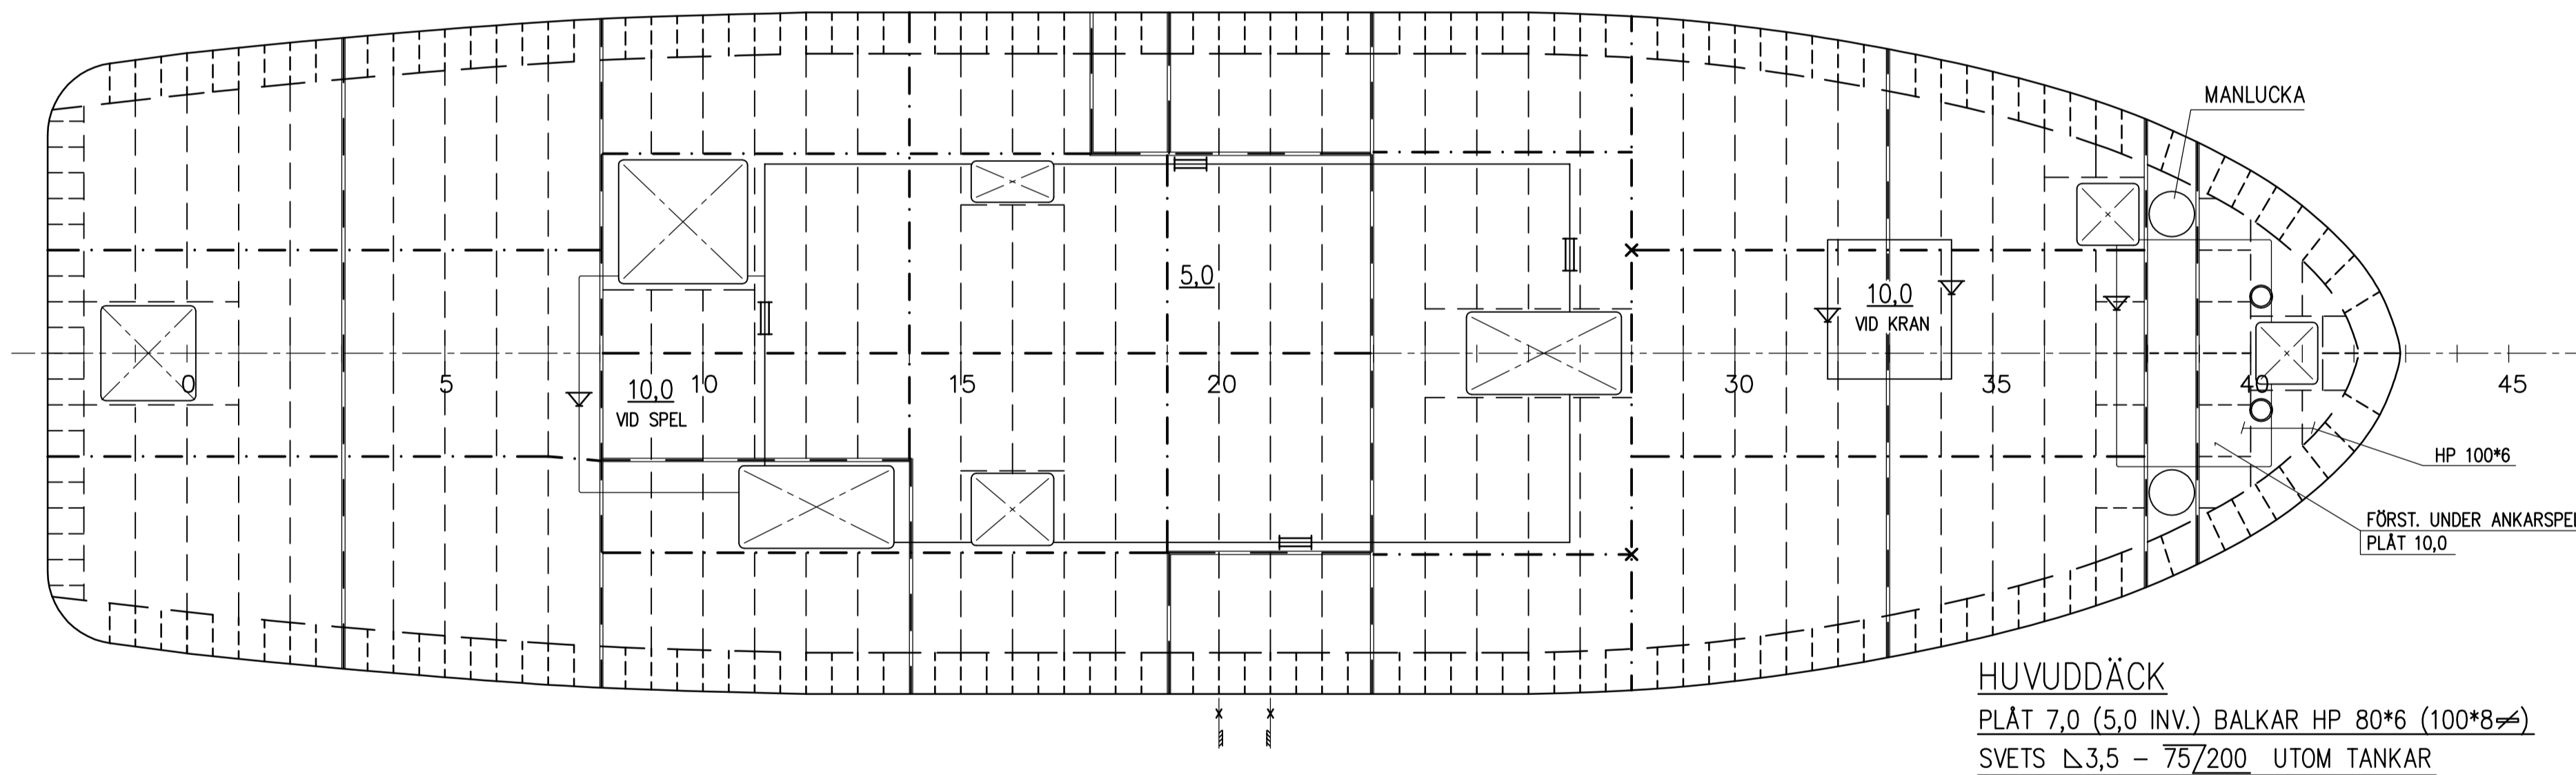 MANLUCKA
5,0
10,0
VID KRAN
0 5 10 15 20 30 35 40 45
10,0
VID SPEL
HP 100*6
FÖRST. UNDER ANKARSPEL
PLÅT 10,0
HUVUDDÄCK
PLÅT 7,0 (5,0 INV.) BALKAR HP 80*6 (100*8)
SVETS 3,5 - 75/200 UTOM TANKAR